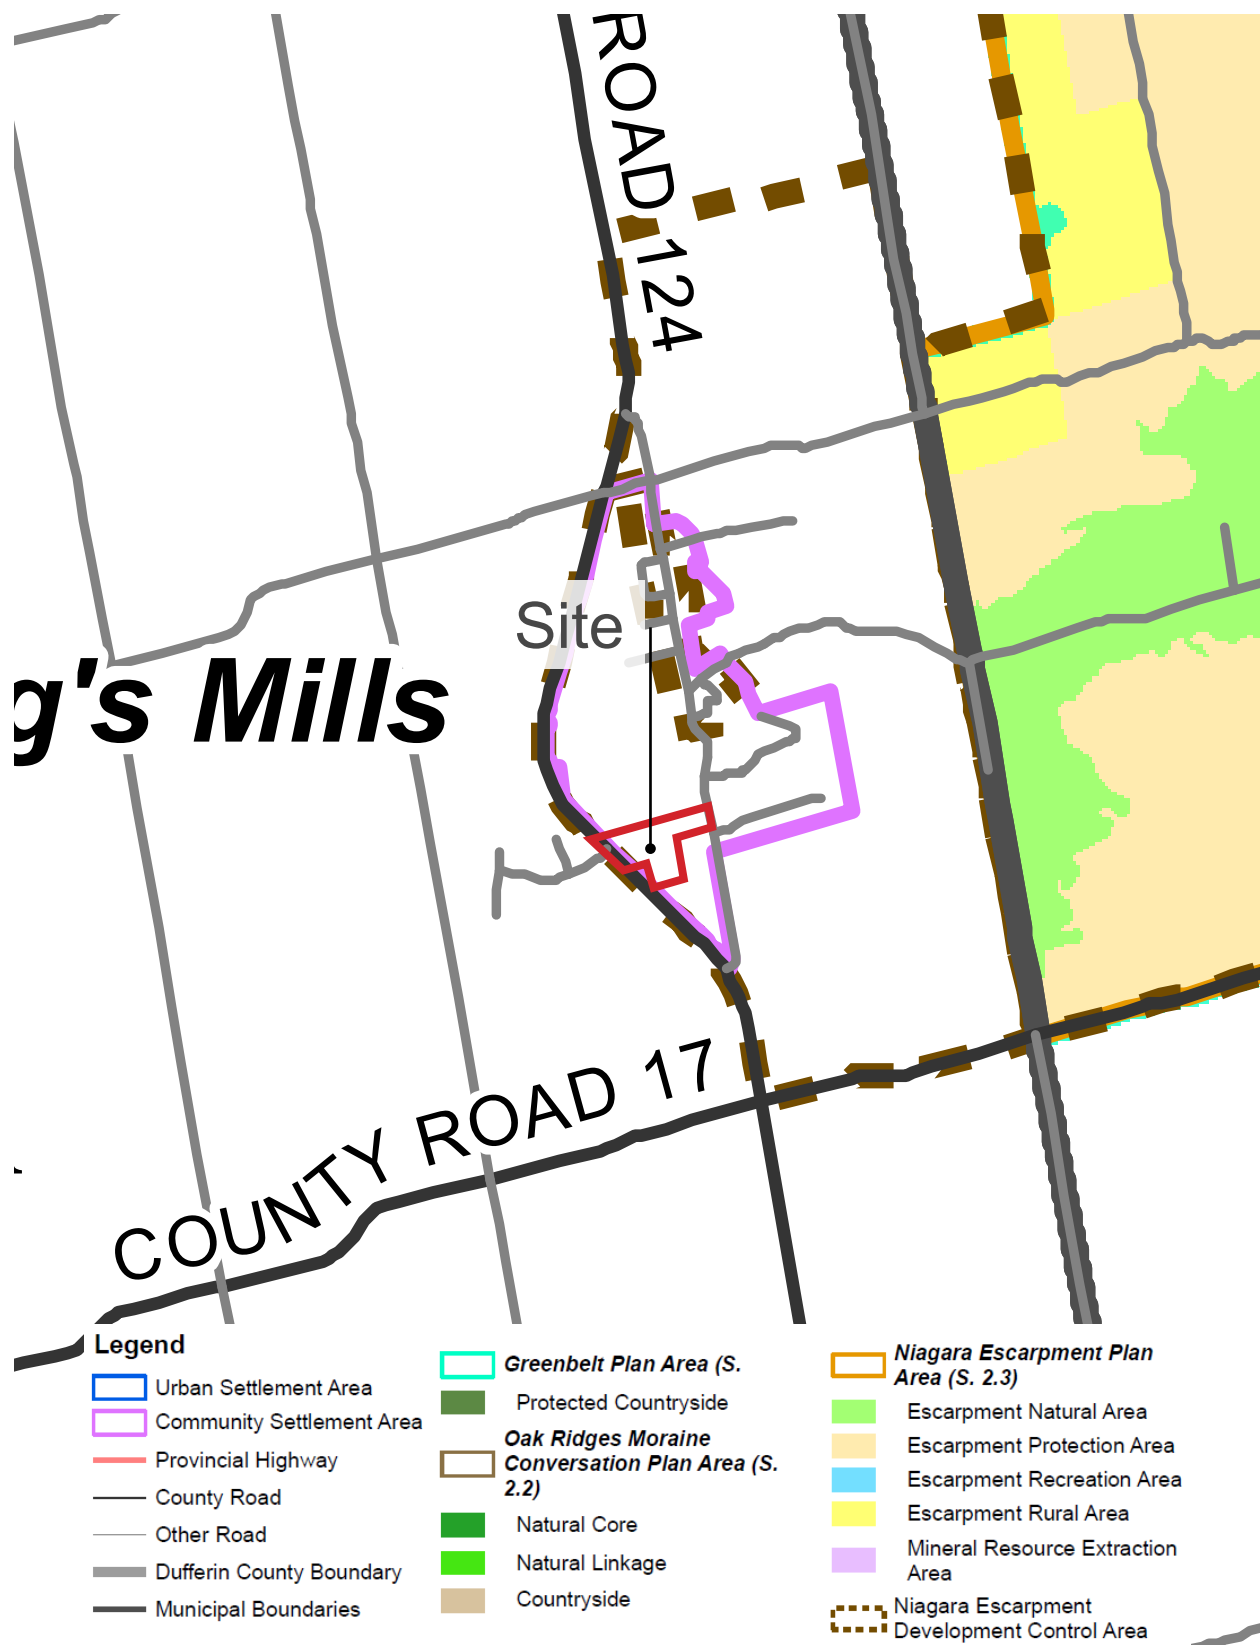 ROAD 124
Site
g's Mills
COUNTY ROAD 17
Legend
Urban Settlement Area
Community Settlement Area
Provincial Highway
County Road
Other Road
Dufferin County Boundary
Municipal Boundaries
Greenbelt Plan Area (S.
Protected Countryside
Oak Ridges Moraine
Conversation Plan Area (S.
2.2)
Natural Core
Natural Linkage
Countryside
Niagara Escarpment Plan
Area (S. 2.3)
Escarpment Natural Area
Escarpment Protection Area
Escarpment Recreation Area
Escarpment Rural Area
Mineral Resource Extraction
Area
Niagara Escarpment
Development Control Area